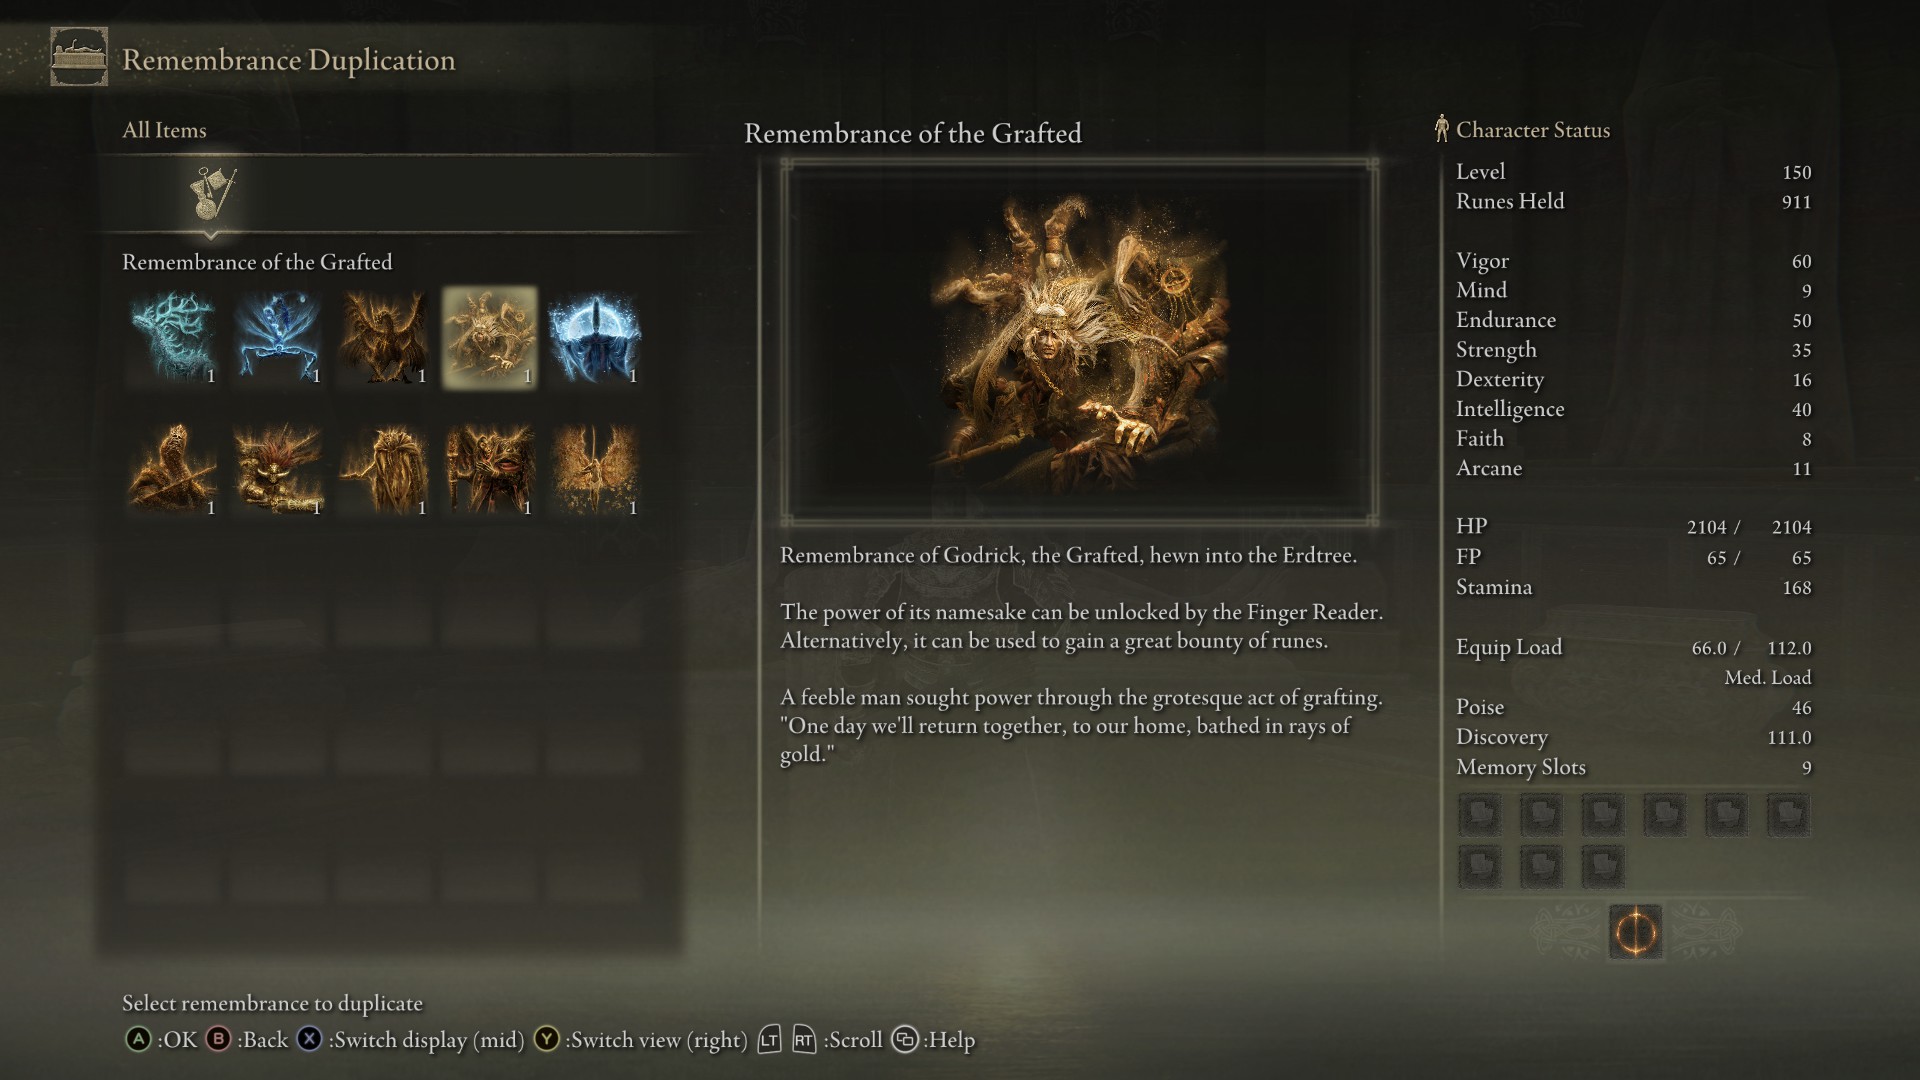 Remembrance Duplication
All Items
Remembrance of the Grafted
1 1 1 1 1
1 1 1 1 1
Remembrance of the Grafted
Remembrance of Godrick, the Grafted, hewn into the Erdtree.
The power of its namesake can be unlocked by the Finger Reader.
Alternatively, it can be used to gain a great bounty of runes.
A feeble man sought power through the grotesque act of grafting.
"One day we'll return together, to our home, bathed in rays of
gold."
Character Status
Level 150
Runes Held 911
Vigor 60
Mind 9
Endurance 50
Strength 35
Dexterity 16
Intelligence 40
Faith 8
Arcane 11
HP 2104 / 2104
FP 65 / 65
Stamina 168
Equip Load 66.0 / 112.0
Med. Load
Poise 46
Discovery 111.0
Memory Slots 9
Select remembrance to duplicate
A :OK B :Back X :Switch display (mid) Y :Switch view (right) LT RT :Scroll :Help